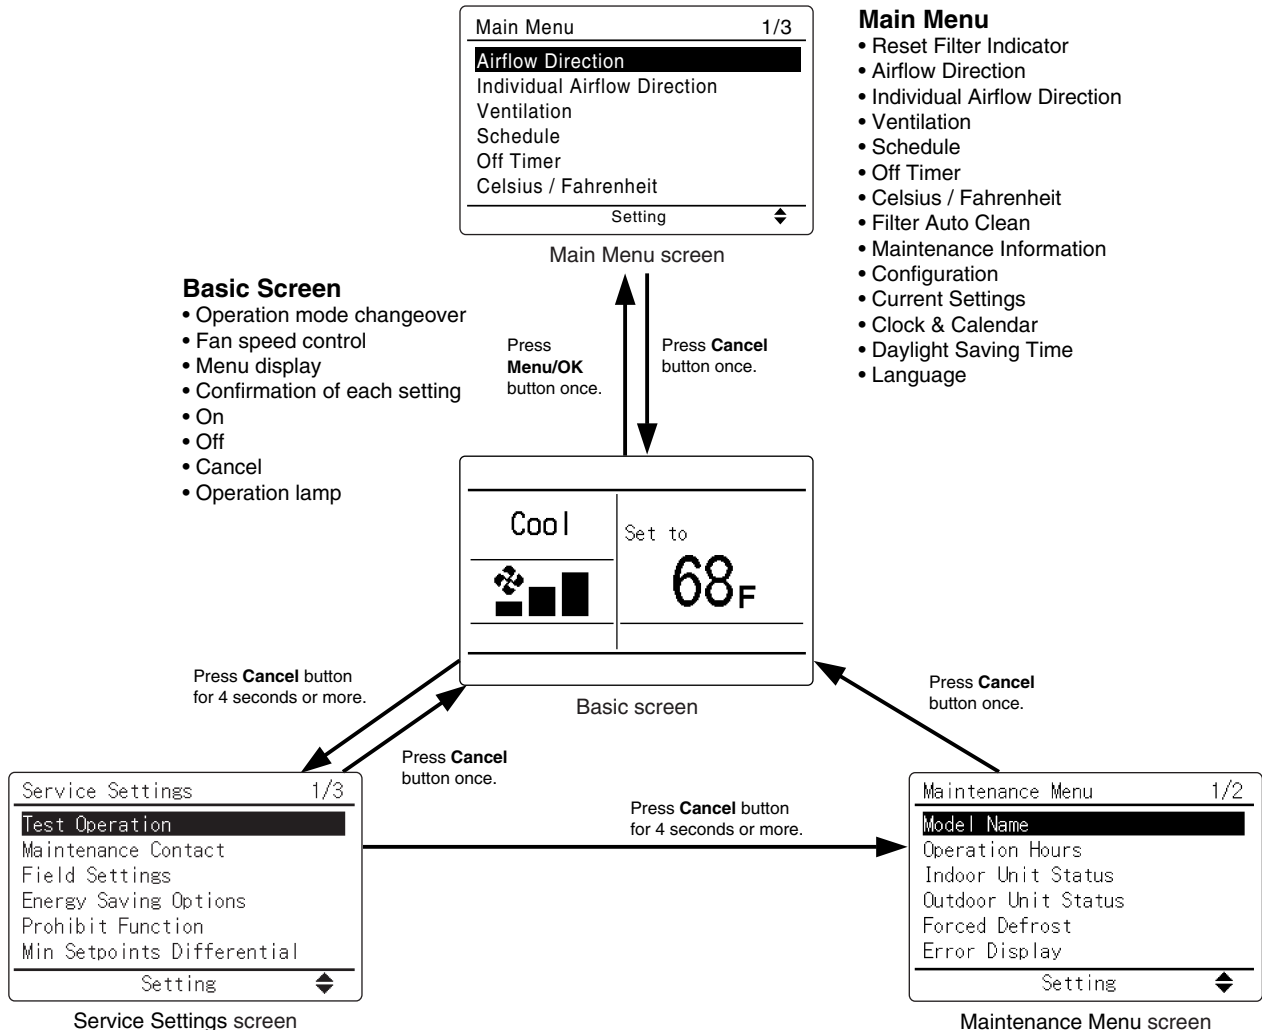 Main Menu 1/3
Airflow Direction
Individual Airflow Direction
Ventilation
Schedule
Off Timer
Celsius / Fahrenheit
Setting
Main Menu screen
Main Menu
• Reset Filter Indicator
• Airflow Direction
• Individual Airflow Direction
• Ventilation
• Schedule
• Off Timer
• Celsius / Fahrenheit
• Filter Auto Clean
• Maintenance Information
• Configuration
• Current Settings
• Clock & Calendar
• Daylight Saving Time
• Language
Basic Screen
• Operation mode changeover
• Fan speed control
• Menu display
• Confirmation of each setting
• On
• Off
• Cancel
• Operation lamp
Press
Menu/OK
button once.
Press Cancel
button once.
Cool
Set to
68F
Basic screen
Press Cancel button
for 4 seconds or more.
Press Cancel
button once.
Press Cancel
button once.
Press Cancel button
for 4 seconds or more.
Service Settings 1/3
Test Operation
Maintenance Contact
Field Settings
Energy Saving Options
Prohibit Function
Min Setpoints Differential
Setting
Service Settings screen
Maintenance Menu 1/2
Model Name
Operation Hours
Indoor Unit Status
Outdoor Unit Status
Forced Defrost
Error Display
Setting
Maintenance Menu screen